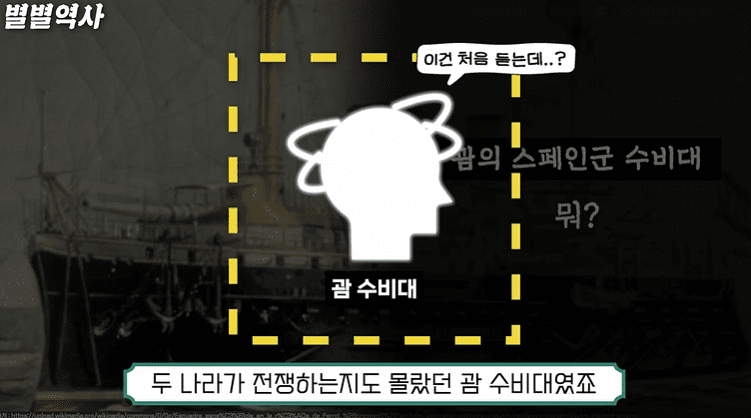 별별역사
이건 처음 듣는데..?
괌의 스페인군 수비대
뭐?
괌 수비대
두 나라가 전쟁하는지도 몰랐던 괌 수비대였죠